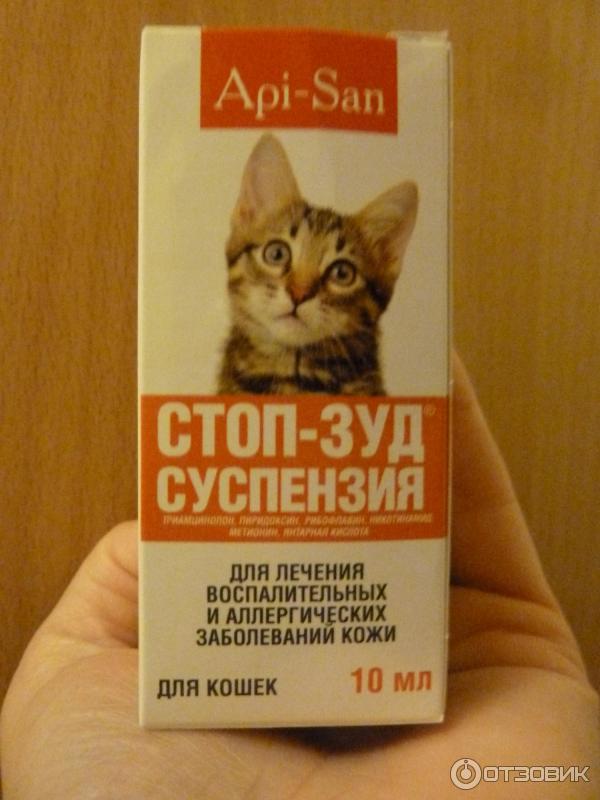 Api-San
СТОП-ЗУД®
СУСПЕНЗИЯ
ТРИАМЦИНОЛОН, ПИРИДОКСИН, РИБОФЛАВИН, НИКОТИНАМИД
МЕТИОНИН, ЯНТАРНАЯ КИСЛОТА
ДЛЯ ЛЕЧЕНИЯ
ВОСПАЛИТЕЛЬНЫХ
И АЛЛЕРГИЧЕСКИХ
ЗАБОЛЕВАНИЙ КОЖИ
ДЛЯ КОШЕК 10 мл
ОТЗОВИК